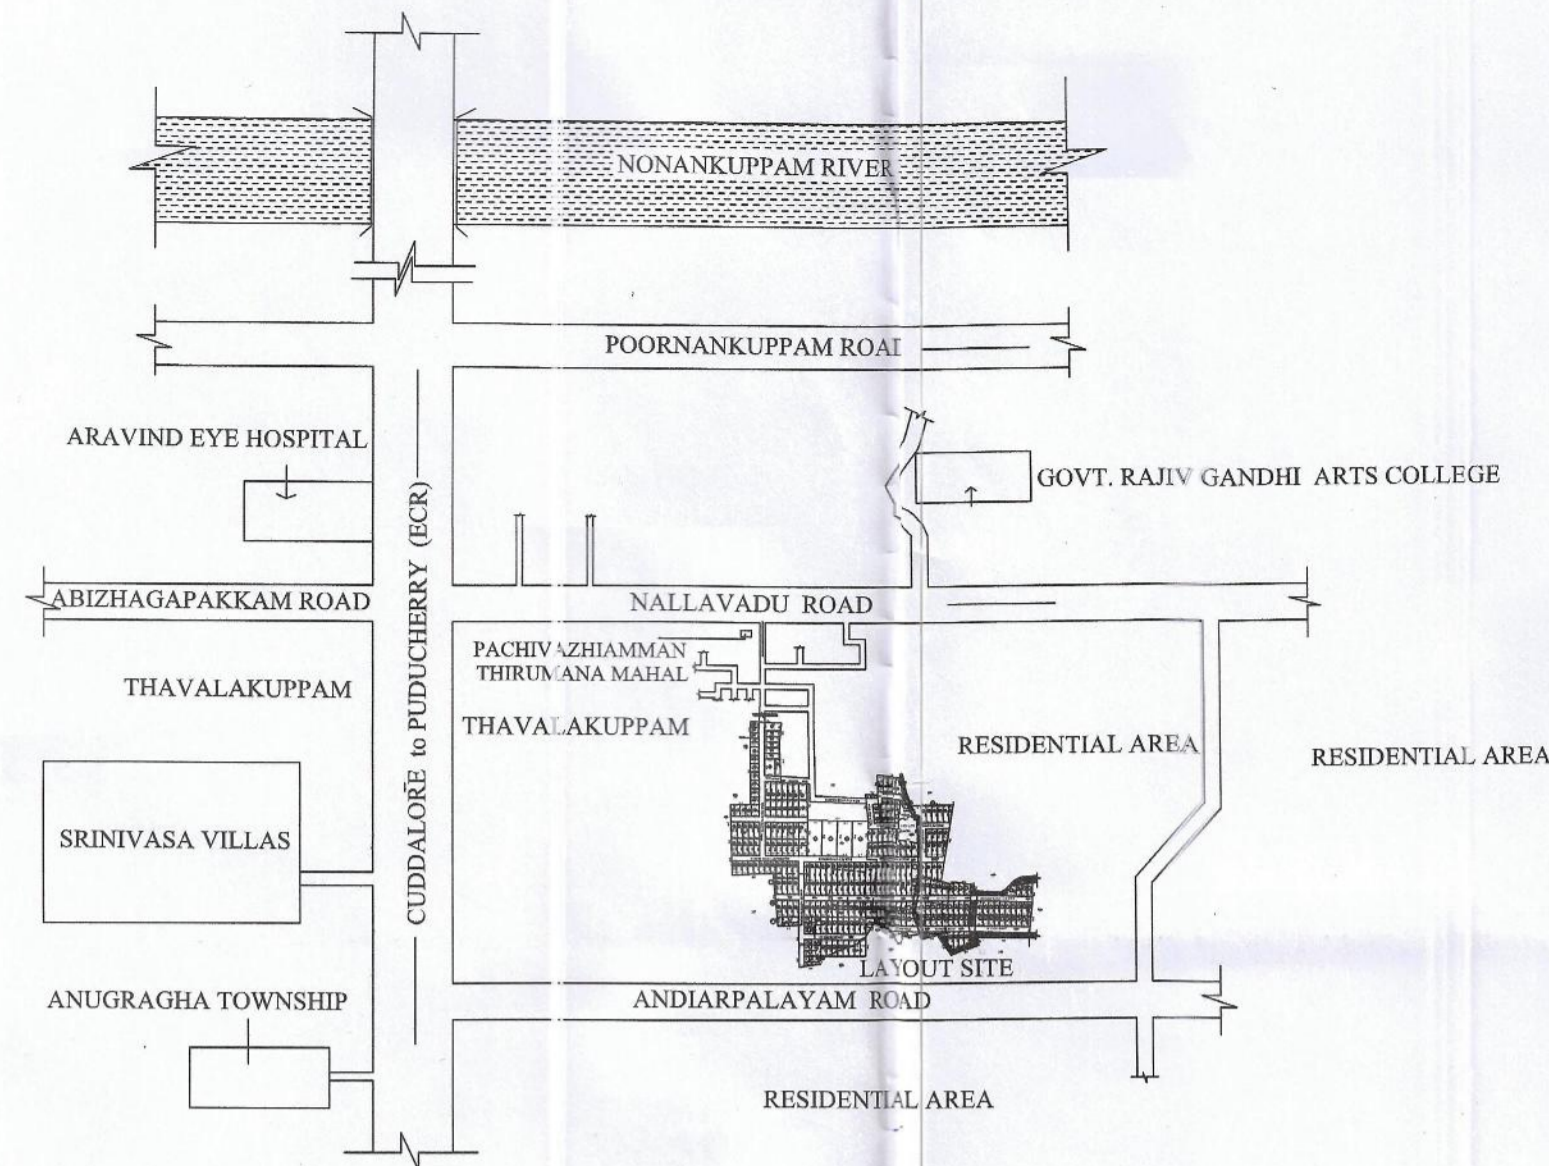 NONANKUPPAM RIVER
POORNANKUPPAM ROAD
ARAVIND EYE HOSPITAL
GOVT. RAJIV GANDHI ARTS COLLEGE
CUDDALORE to PUDUCHERRY (ECR)
ABIZHAGAPAKKAM ROAD
NALLAVADU ROAD
PACHIVAZHIAMMAN
THIRUMANA MAHAL
THAVALAKUPPAM
THAVALAKUPPAM
RESIDENTIAL AREA
RESIDENTIAL AREA
SRINIVASA VILLAS
LAYOUT SITE
ANUGRAGHA TOWNSHIP
ANDIARPALAYAM ROAD
RESIDENTIAL AREA